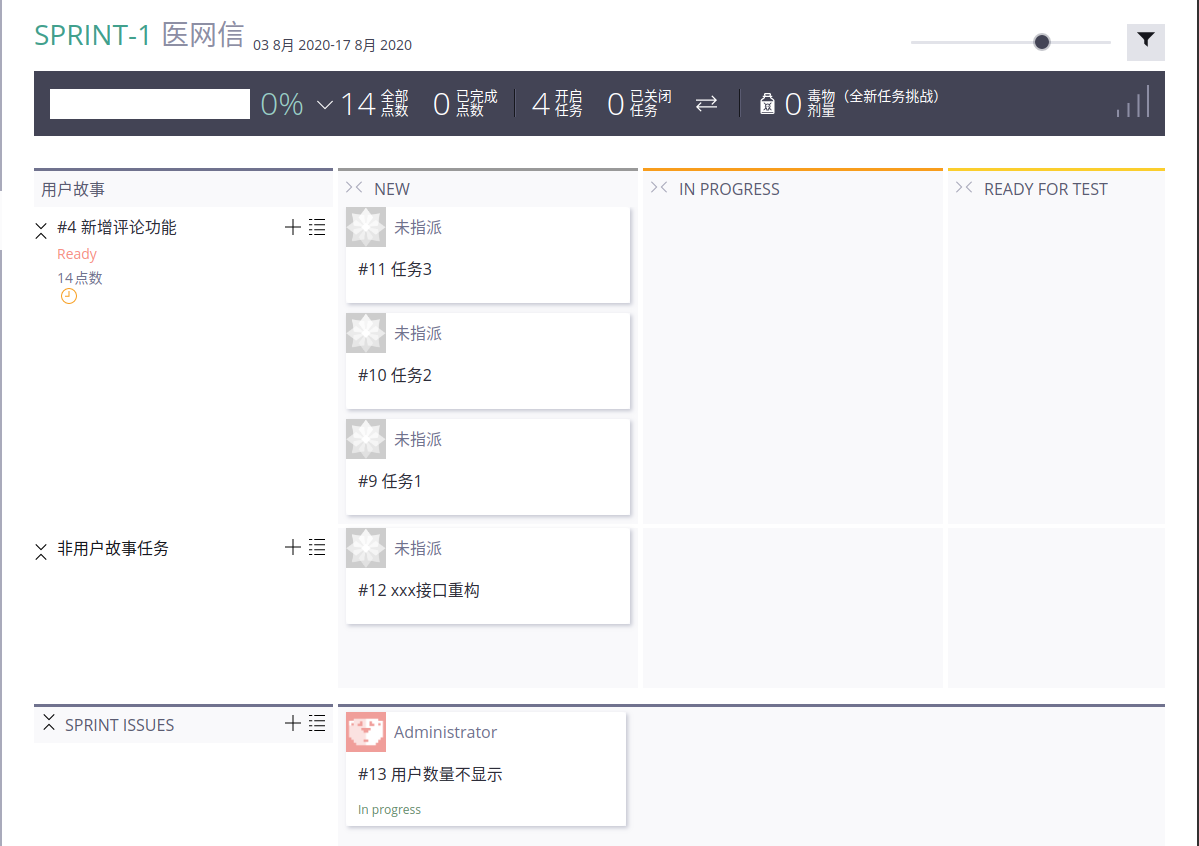 SPRINT-1 医网信 03 8月 2020-17 8月 2020
0% 14 全部点数 0 已完成点数 4 开启任务 0 已关闭任务 0 毒物（全新任务挑战）剂量
用户故事 NEW IN PROGRESS READY FOR TEST
#4 新增评论功能
Ready
14点数
未指派
#11 任务3
未指派
#10 任务2
未指派
#9 任务1
非用户故事任务
未指派
#12 xxx接口重构
SPRINT ISSUES
Administrator
#13 用户数量不显示
In progress